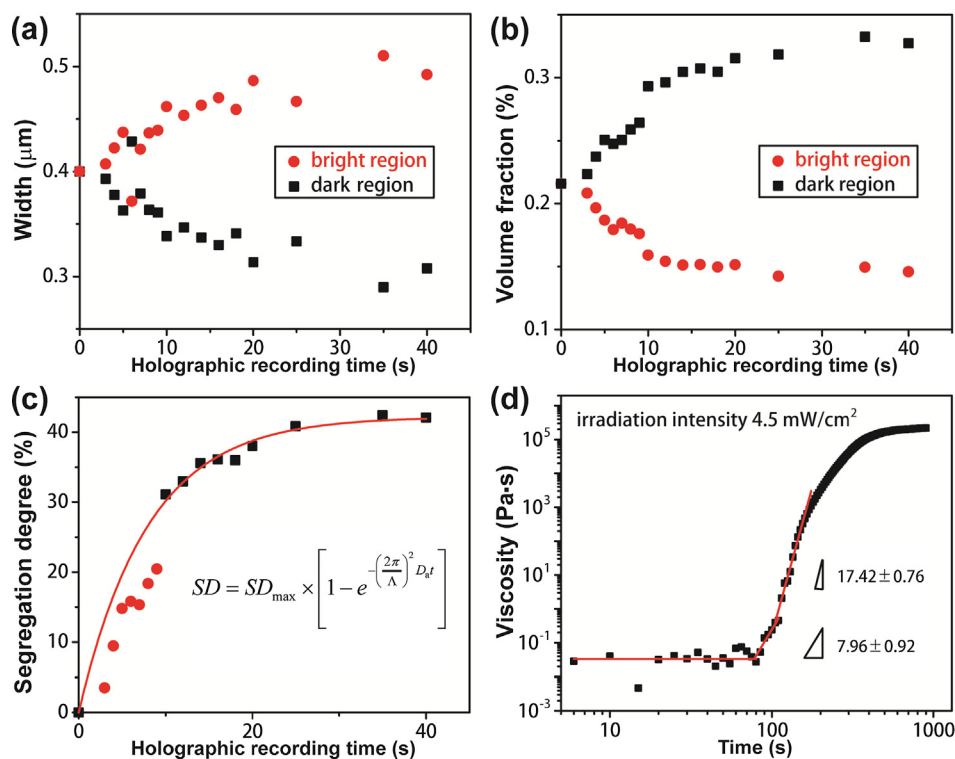 (a)
0.5
0.4
0.3
Width (μm)
bright region
dark region
0 10 20 30 40
Holographic recording time (s)
(b)
0.3
0.2
0.1
Volume fraction (%)
bright region
dark region
0 10 20 30 40
Holographic recording time (s)
(c)
40
30
20
10
0
Segregation degree (%)
SD = SD_max × [1 − e^{−(2π/Λ)^2 D_a t}]
0 10 20 30 40
Holographic recording time (s)
(d)
irradiation intensity 4.5 mW/cm²
10^5
10^3
10^1
10^-1
10^-3
Viscosity (Pa·s)
17.42±0.76
7.96±0.92
10 100 1000
Time (s)